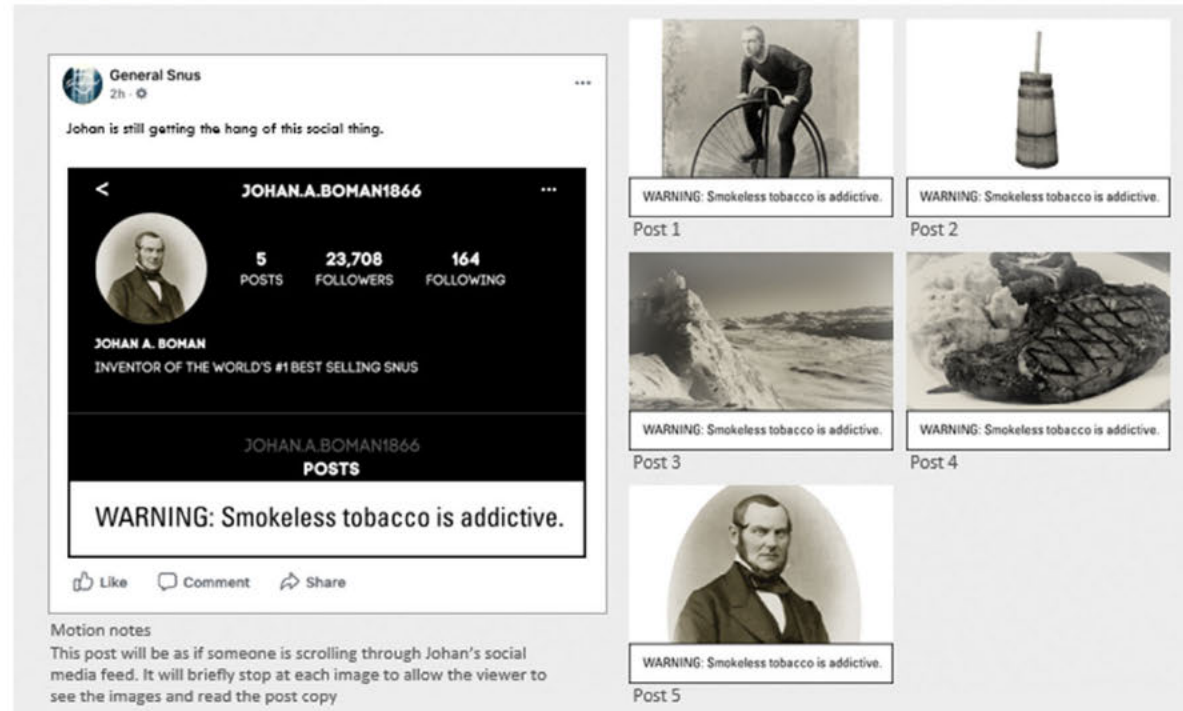 General Snus
2h
...
Johan is still getting the hang of this social thing.
<
JOHAN.A.BOMAN1866
...
5
POSTS
23,708
FOLLOWERS
164
FOLLOWING
JOHAN A. BOMAN
INVENTOR OF THE WORLD'S #1 BEST SELLING SNUS
JOHAN.A.BOMAN1866
POSTS
WARNING: Smokeless tobacco is addictive.
Like
Comment
Share
Motion notes
This post will be as if someone is scrolling through Johan's social
media feed. It will briefly stop at each image to allow the viewer to
see the images and read the post copy
WARNING: Smokeless tobacco is addictive.
Post 1
WARNING: Smokeless tobacco is addictive.
Post 2
WARNING: Smokeless tobacco is addictive.
Post 3
WARNING: Smokeless tobacco is addictive.
Post 4
WARNING: Smokeless tobacco is addictive.
Post 5